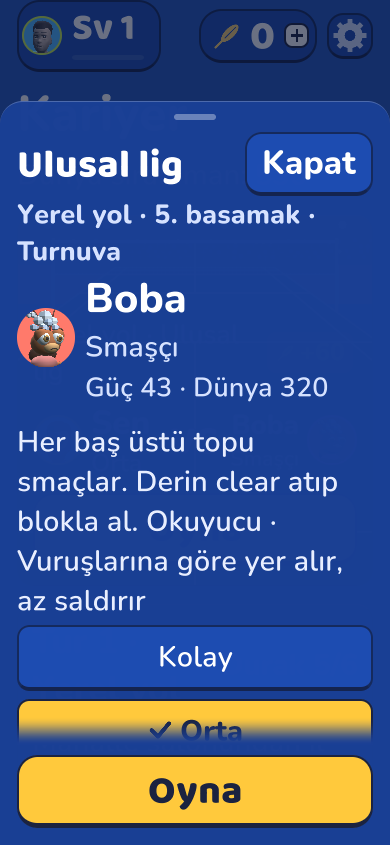 Sv 1
0
Kariyer
Ulusal lig
Kapat
Yerel yol · 5. basamak ·
Turnuva
Boba
Smaşçı
Güç 43 · Dünya 320
Her baş üstü topu
smaçlar. Derin clear atıp
blokla al. Okuyucu ·
Vuruşlarına göre yer alır,
az saldırır
Kolay
Orta
Oyna